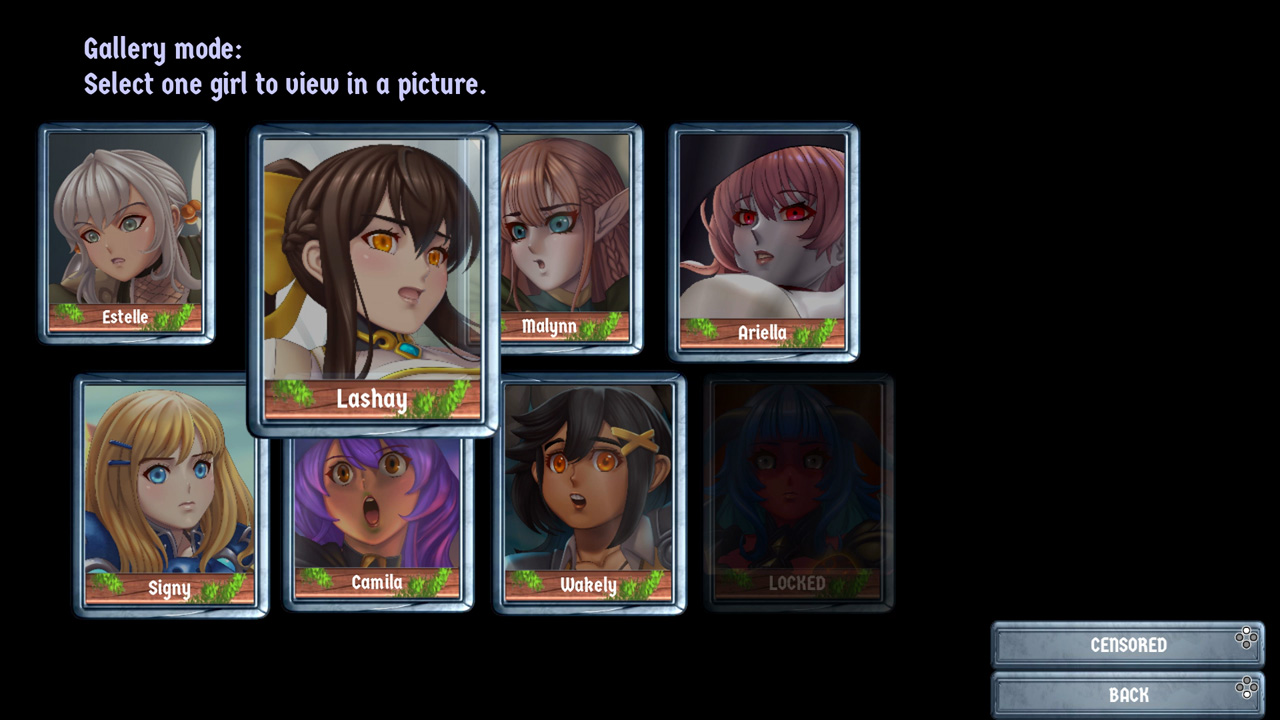 Gallery mode:
Select one girl to view in a picture.
Estelle
Lashay
Malynn
Ariella
Signy
Camila
Wakely
LOCKED
CENSORED
BACK